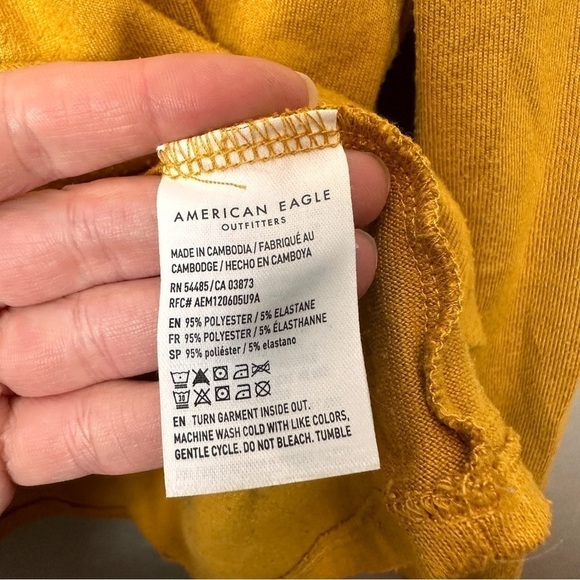 AMERICAN EAGLE
OUTFITTERS
MADE IN CAMBODIA / FABRIQUÉ AU
CAMBODGE / HECHO EN CAMBOYA
RN 54485/CA 03873
RFC# AEM120605U9A
EN 95% POLYESTER / 5% ELASTANE
FR 95% POLYESTER / 5% ÉLASTHANNE
SP 95% poliéster / 5% elastano
EN TURN GARMENT INSIDE OUT.
MACHINE WASH COLD WITH LIKE COLORS,
GENTLE CYCLE. DO NOT BLEACH. TUMBLE